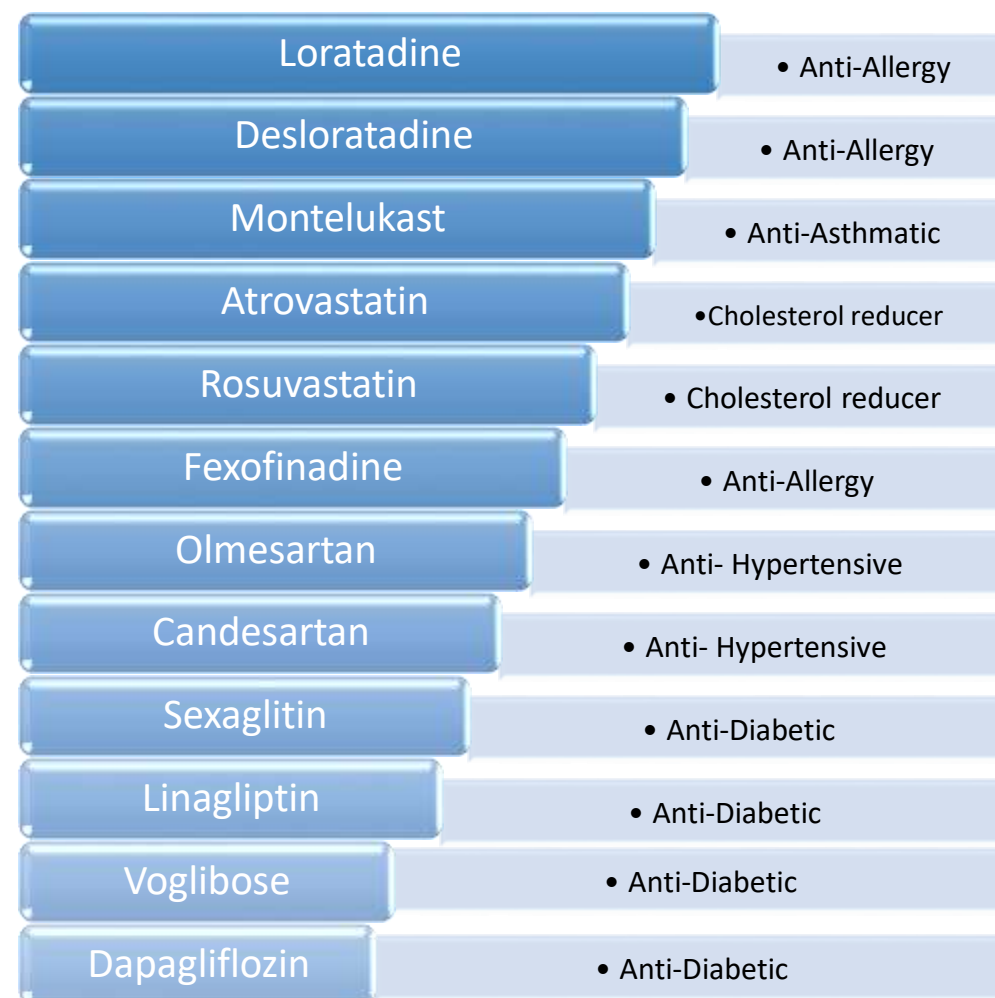 Loratadine
• Anti-Allergy
Desloratadine
• Anti-Allergy
Montelukast
• Anti-Asthmatic
Atrovastatin
•Cholesterol reducer
Rosuvastatin
• Cholesterol reducer
Fexofinadine
• Anti-Allergy
Olmesartan
• Anti- Hypertensive
Candesartan
• Anti- Hypertensive
Sexaglitin
• Anti-Diabetic
Linagliptin
• Anti-Diabetic
Voglibose
• Anti-Diabetic
Dapagliflozin
• Anti-Diabetic